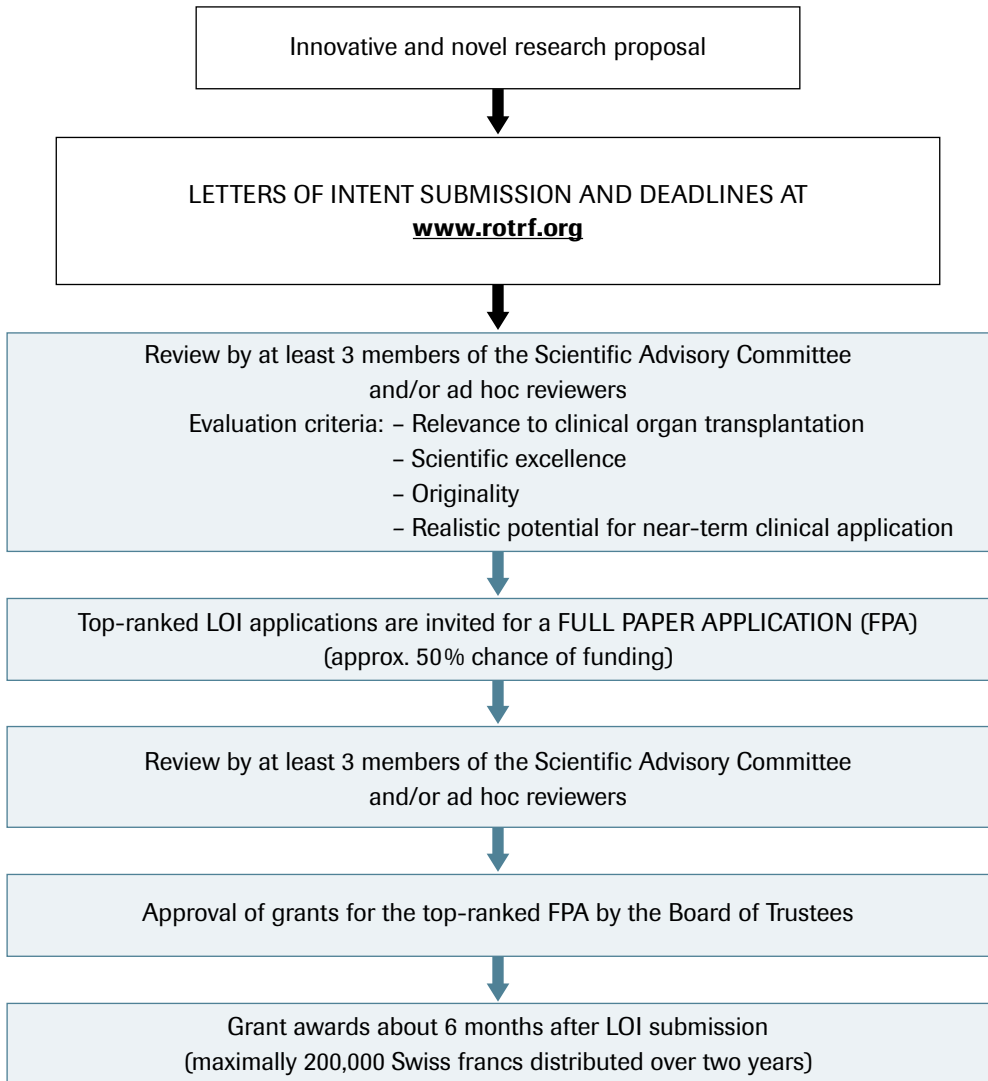 Innovative and novel research proposal
LETTERS OF INTENT SUBMISSION AND DEADLINES AT
www.rotrf.org
Review by at least 3 members of the Scientific Advisory Committee
and/or ad hoc reviewers
Evaluation criteria: – Relevance to clinical organ transplantation
– Scientific excellence
– Originality
– Realistic potential for near-term clinical application
Top-ranked LOI applications are invited for a FULL PAPER APPLICATION (FPA)
(approx. 50% chance of funding)
Review by at least 3 members of the Scientific Advisory Committee
and/or ad hoc reviewers
Approval of grants for the top-ranked FPA by the Board of Trustees
Grant awards about 6 months after LOI submission
(maximally 200,000 Swiss francs distributed over two years)